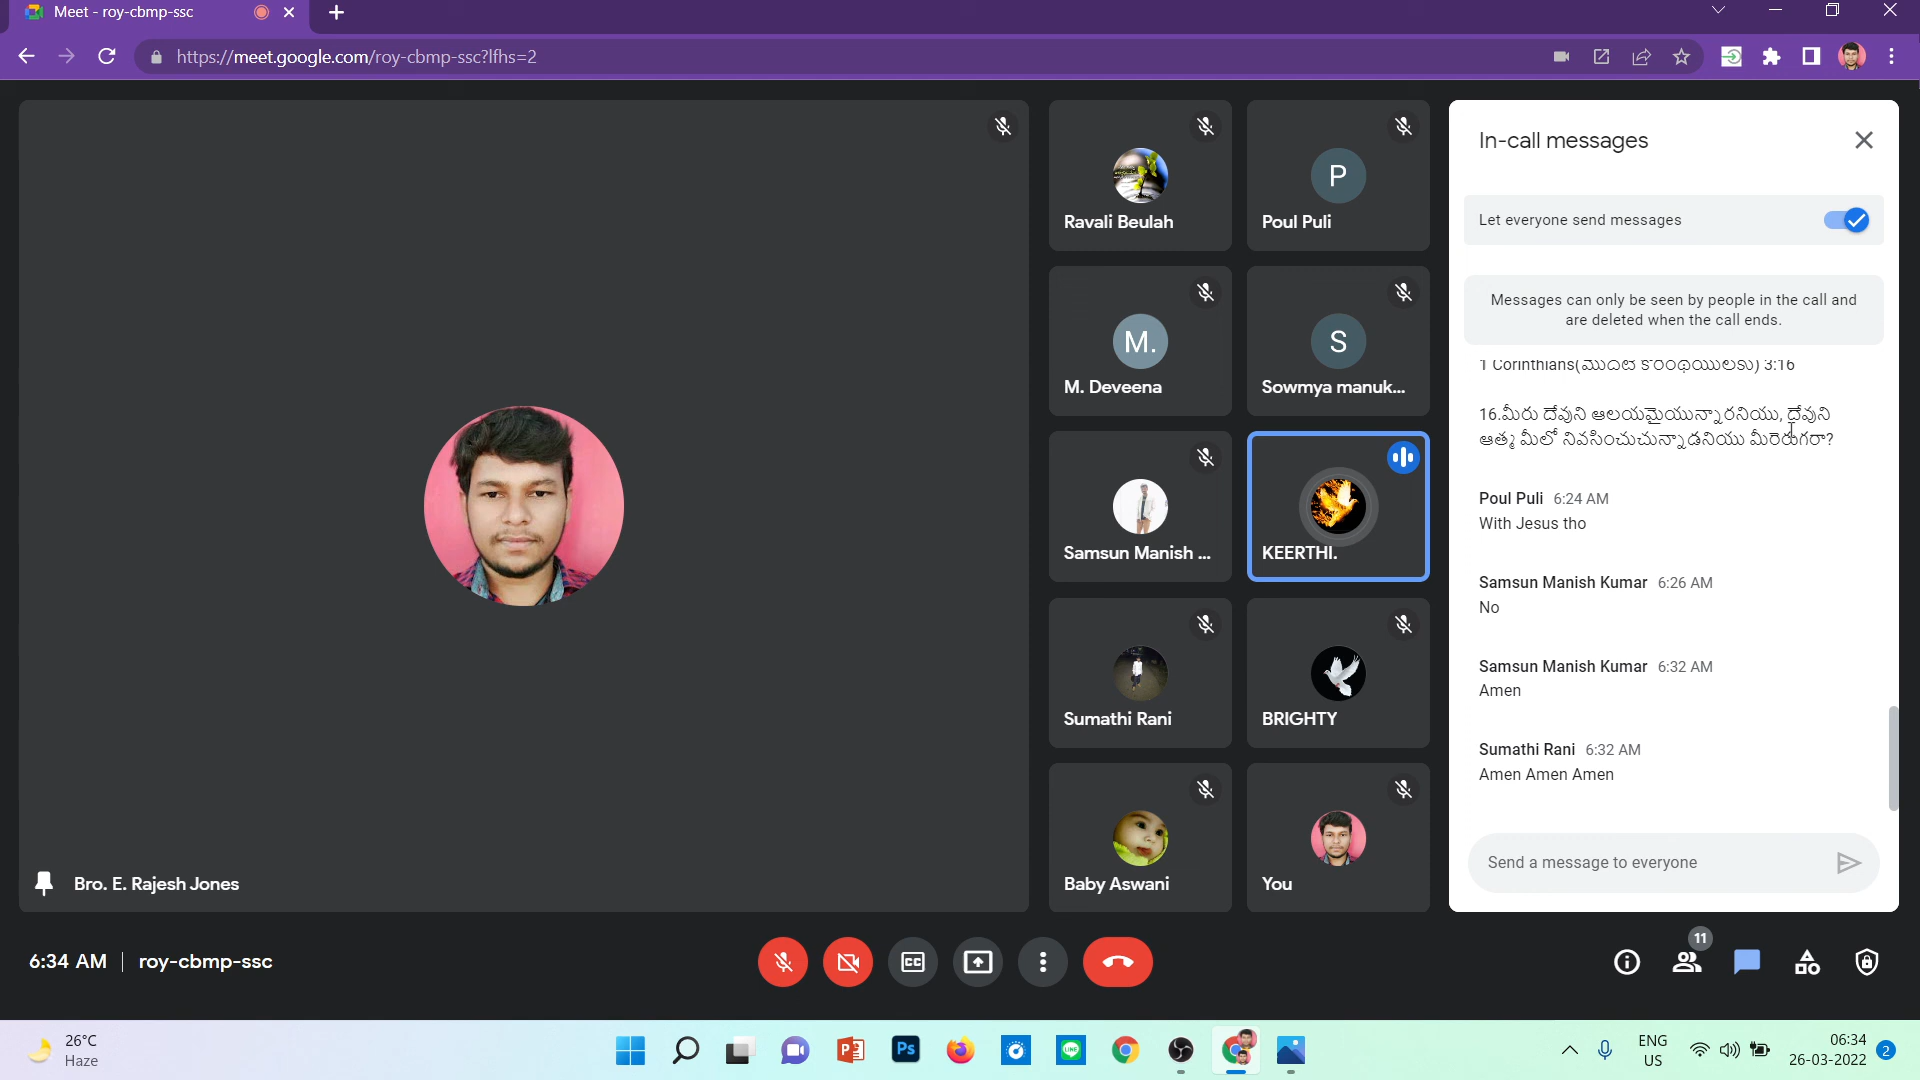 Meet - roy-cbmp-ssc
https://meet.google.com/roy-cbmp-ssc?lfhs=2
Bro. E. Rajesh Jones
Ravali Beulah
P
Poul Puli
M.
M. Deveena
S
Sowmya manuk...
Samsun Manish ...
KEERTHI.
Sumathi Rani
BRIGHTY
Baby Aswani
You
In-call messages
Let everyone send messages
Messages can only be seen by people in the call and
are deleted when the call ends.
1 Corinthians(మొదటి కొరింథీయులకు) 3:16
16.మీరు దేవుని ఆలయమైయున్నారనియు, దేవుని
ఆత్మ మీలో నివసించుచున్నాడనియు మీరెరుగరా?
Poul Puli 6:24 AM
With Jesus tho
Samsun Manish Kumar 6:26 AM
No
Samsun Manish Kumar 6:32 AM
Amen
Sumathi Rani 6:32 AM
Amen Amen Amen
Send a message to everyone
6:34 AM | roy-cbmp-ssc
CC
11
26°C
Haze
P
Ps
LINE
ENG
US
06:34
26-03-2022
2